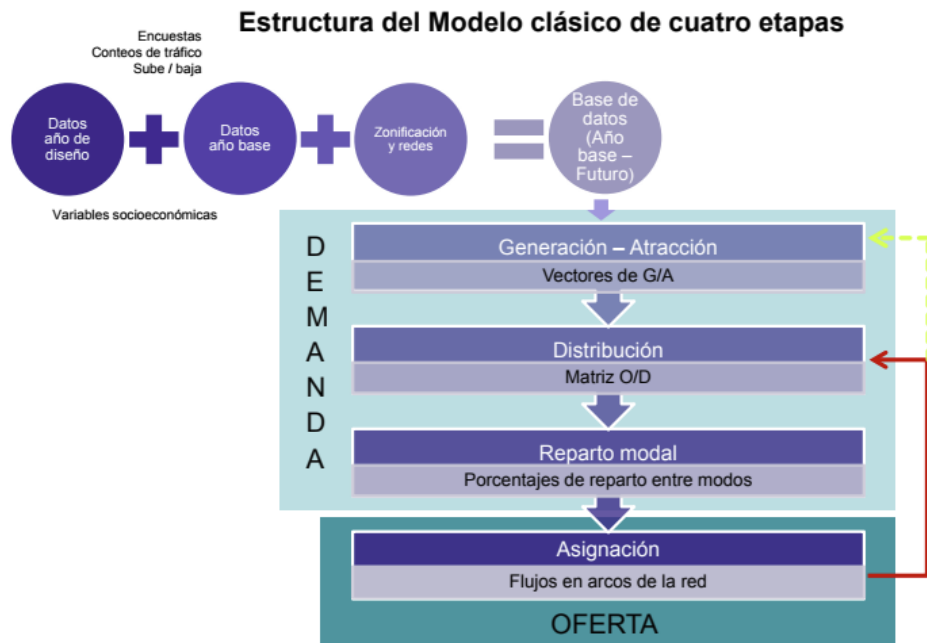 Estructura del Modelo clásico de cuatro etapas
Encuestas
Conteos de tráfico
Sube / baja
Datos
año de
diseño
Datos
año base
Zonificación
y redes
Base de
datos
(Año
base –
Futuro)
Variables socioeconómicas
D
E
M
A
N
D
A
Generación – Atracción
Vectores de G/A
Distribución
Matriz O/D
Reparto modal
Porcentajes de reparto entre modos
Asignación
Flujos en arcos de la red
OFERTA